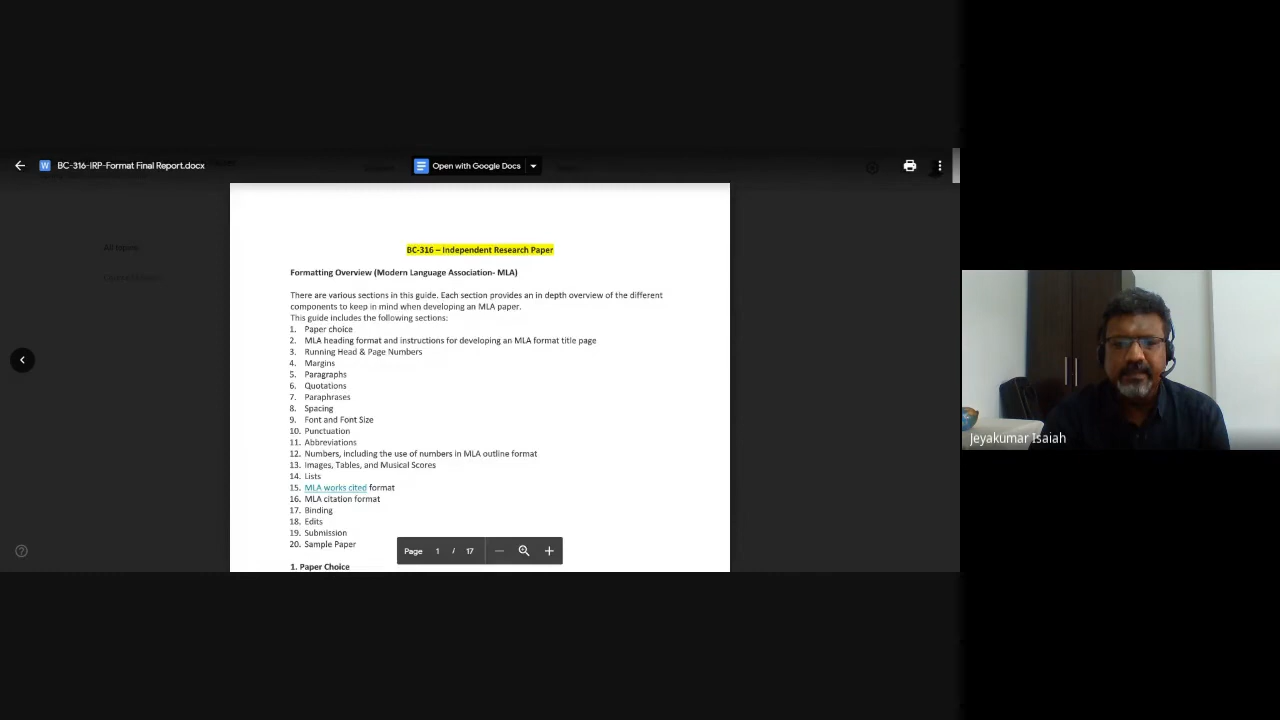 BC-316-IRP-Format Final Report.docx
Open with Google Docs
All topics
BC-316 – Independent Research Paper
Formatting Overview (Modern Language Association- MLA)
There are various sections in this guide. Each section provides an in depth overview of the different
components to keep in mind when developing an MLA paper.
This guide includes the following sections:
1. Paper choice
2. MLA heading format and instructions for developing an MLA format title page
3. Running Head & Page Numbers
4. Margins
5. Paragraphs
6. Quotations
7. Paraphrases
8. Spacing
9. Font and Font Size
10. Punctuation
11. Abbreviations
12. Numbers, including the use of numbers in MLA outline format
13. Images, Tables, and Musical Scores
14. Lists
15. MLA works cited format
16. MLA citation format
17. Binding
18. Edits
19. Submission
20. Sample Paper
1. Paper Choice
Page 1 / 17
Jeyakumar Isaiah